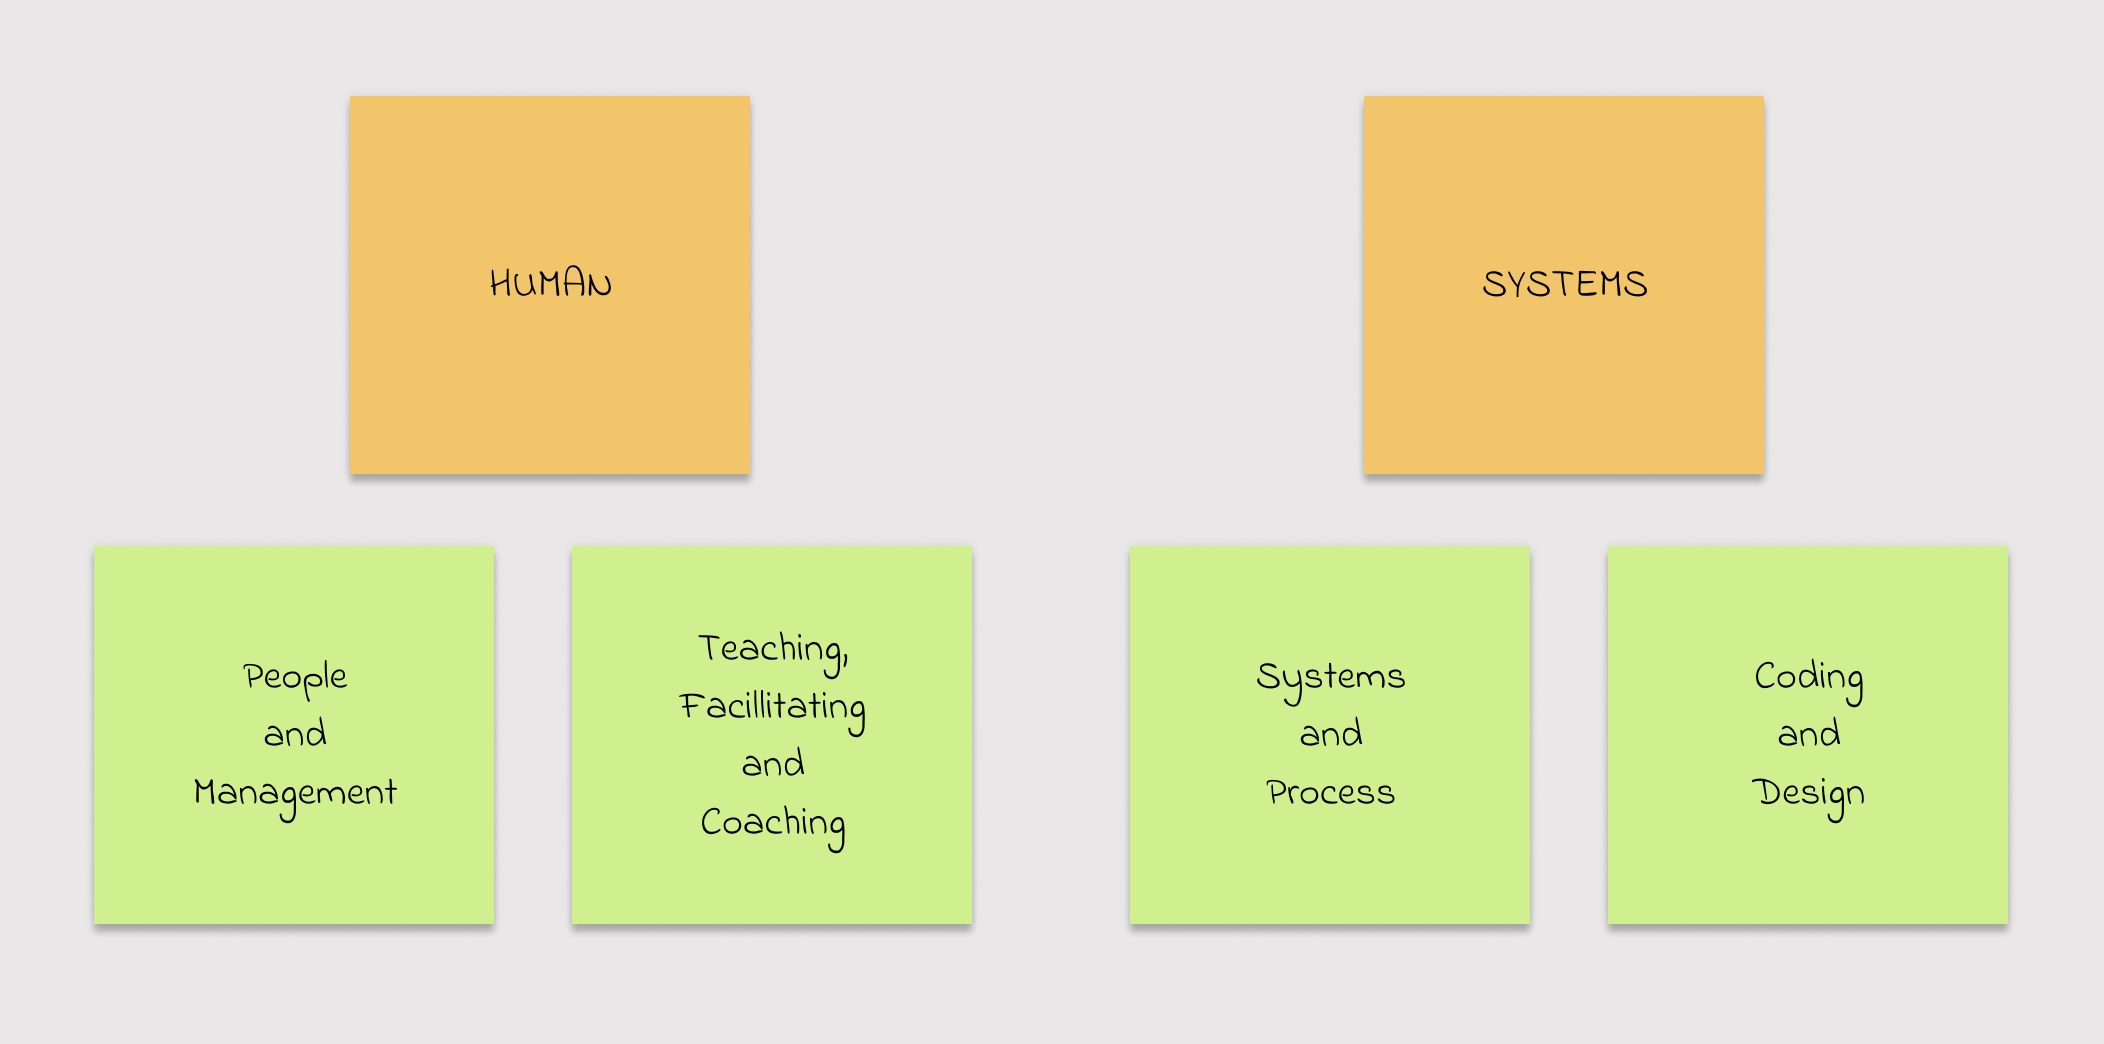 HUMAN
SYSTEMS
People
and
Management
Teaching,
Facillitating
and
Coaching
Systems
and
Process
Coding
and
Design